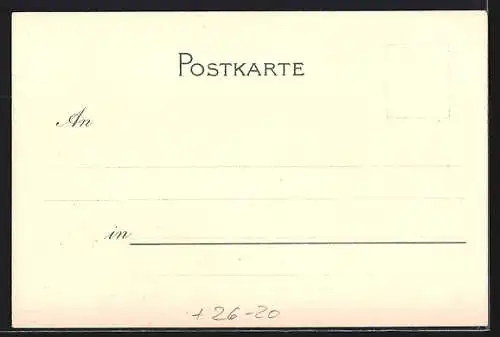 POSTKARTE
An
in
+ 26-20